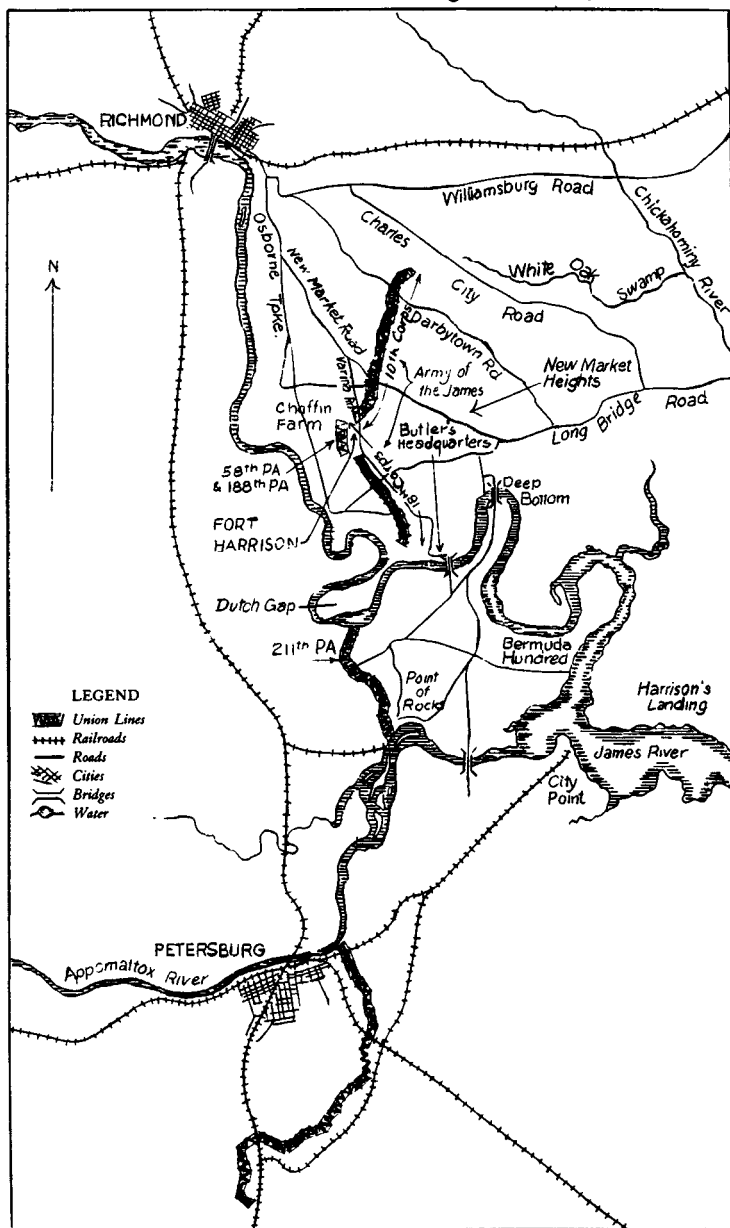 RICHMOND
N
Williamsburg Road
Chickahominy River
Charles City Road
White Oak Swamp
Osborne Tpke.
New Market Road
Darbytown Rd
10th Corps
Varina Rd
Army of
the James
New Market
Heights
Chaffin
Farm
Butler's
Headquarters
Long Bridge Road
58th PA
& 188th PA
18th Corps
Deep
Bottom
FORT
HARRISON
Dutch Gap
211th PA
Bermuda
Hundred
Point
of
Rocks
Harrison's
Landing
James River
City
Point
LEGEND
Union Lines
Railroads
Roads
Cities
Bridges
Water
PETERSBURG
Appomattox River